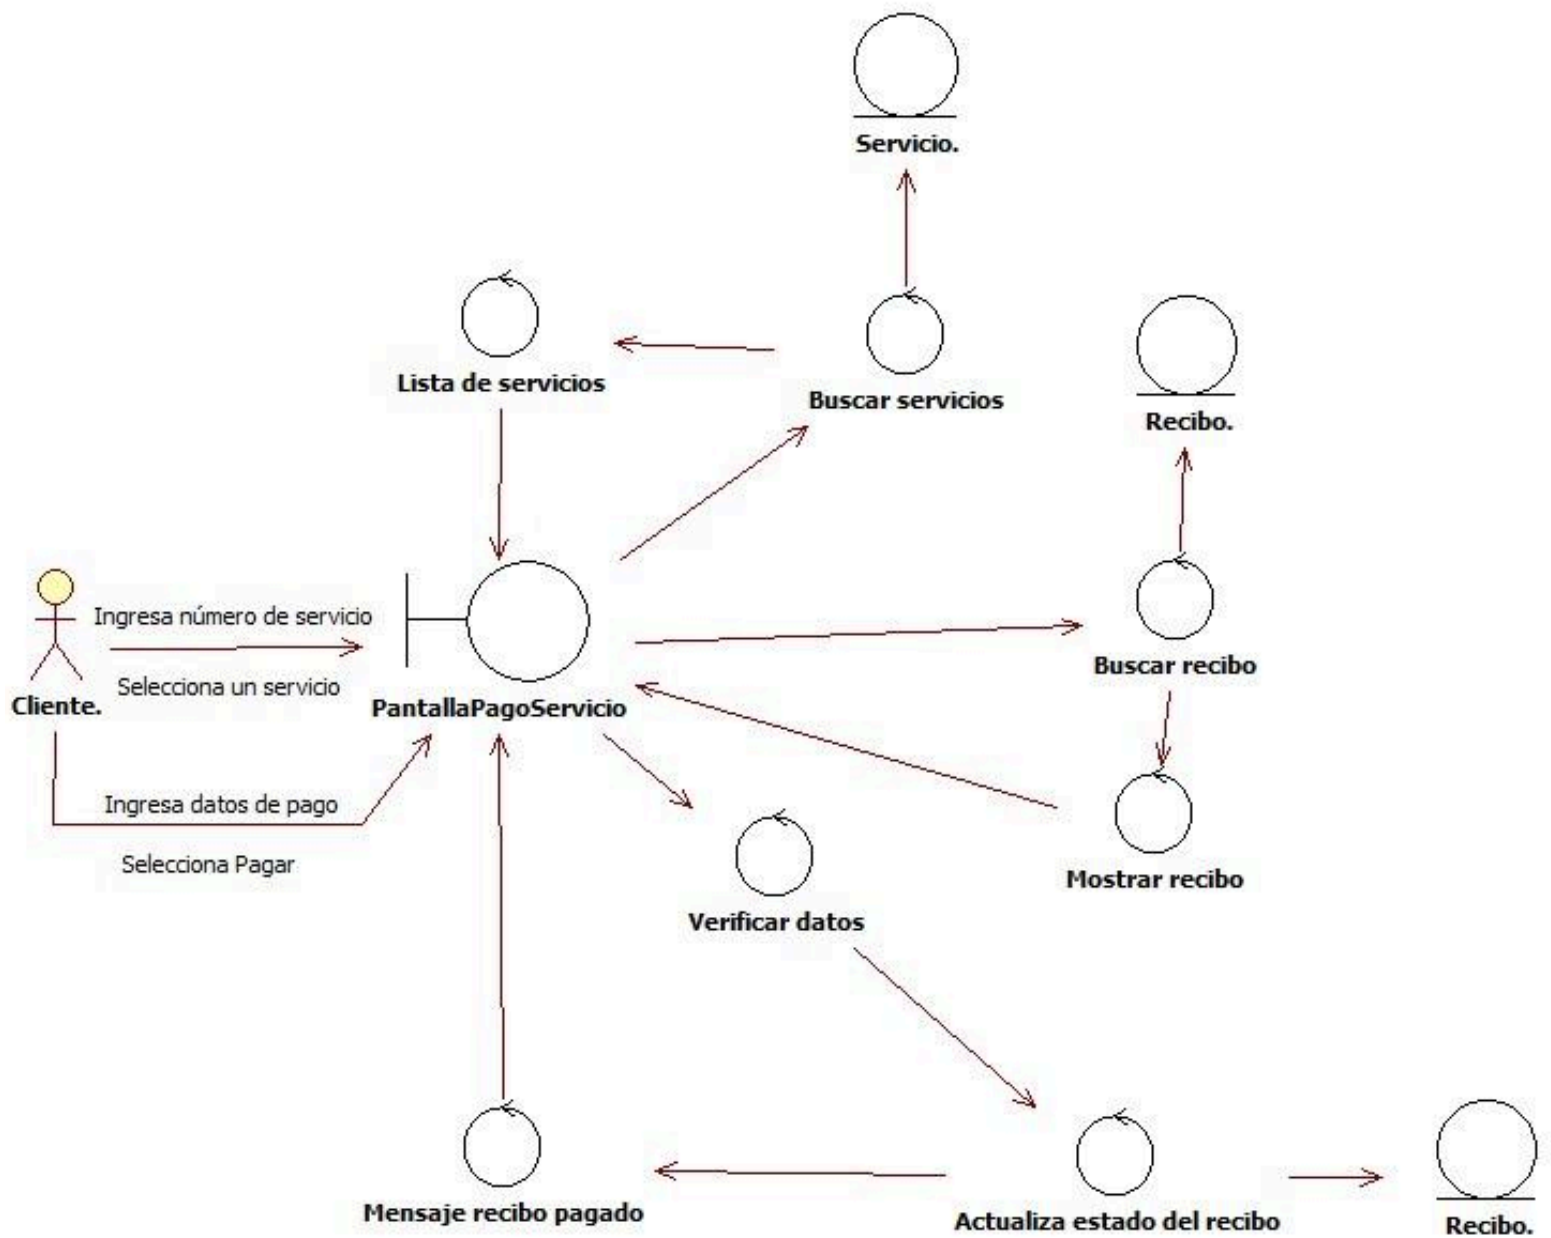 Servicio.
Lista de servicios
Buscar servicios
Recibo.
Ingresa número de servicio
Selecciona un servicio
Buscar recibo
Cliente.
PantallaPagoServicio
Ingresa datos de pago
Selecciona Pagar
Mostrar recibo
Verificar datos
Mensaje recibo pagado
Actualiza estado del recibo
Recibo.